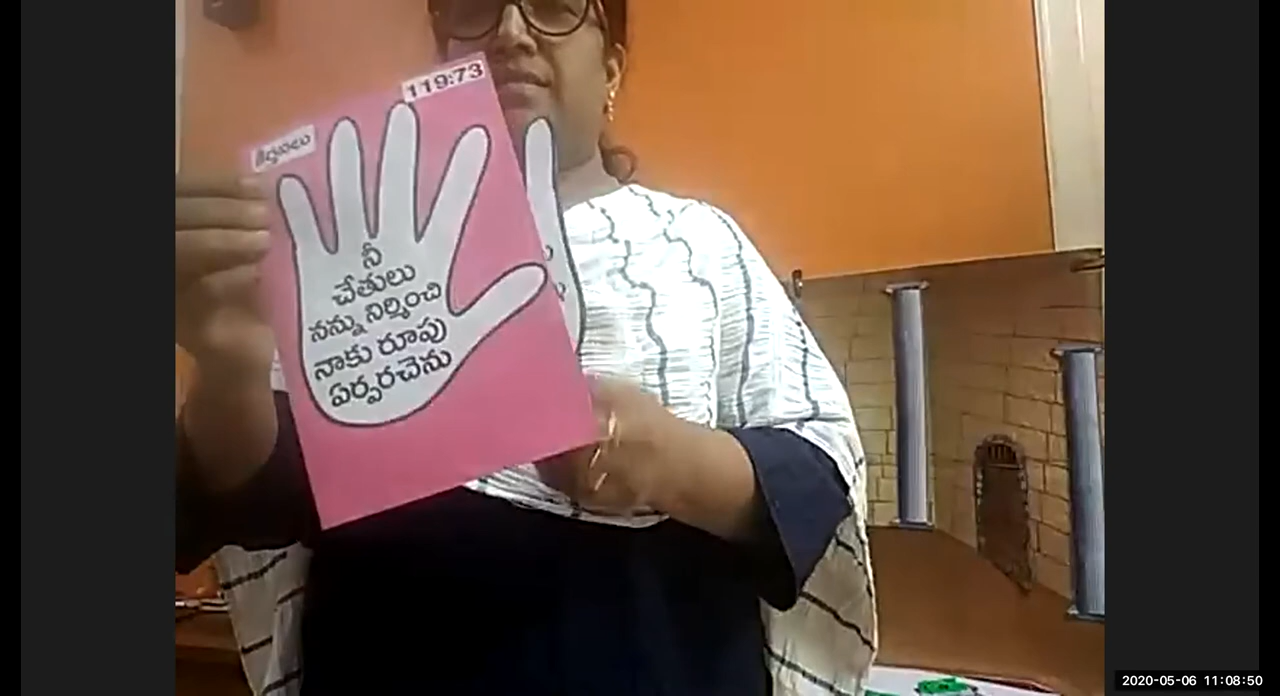 కీర్తనలు
119:73
నీ
చేతులు
నన్ను నిర్మించి
నాకు రూపు
ఏర్పరచెను
2020-05-06 11:08:50